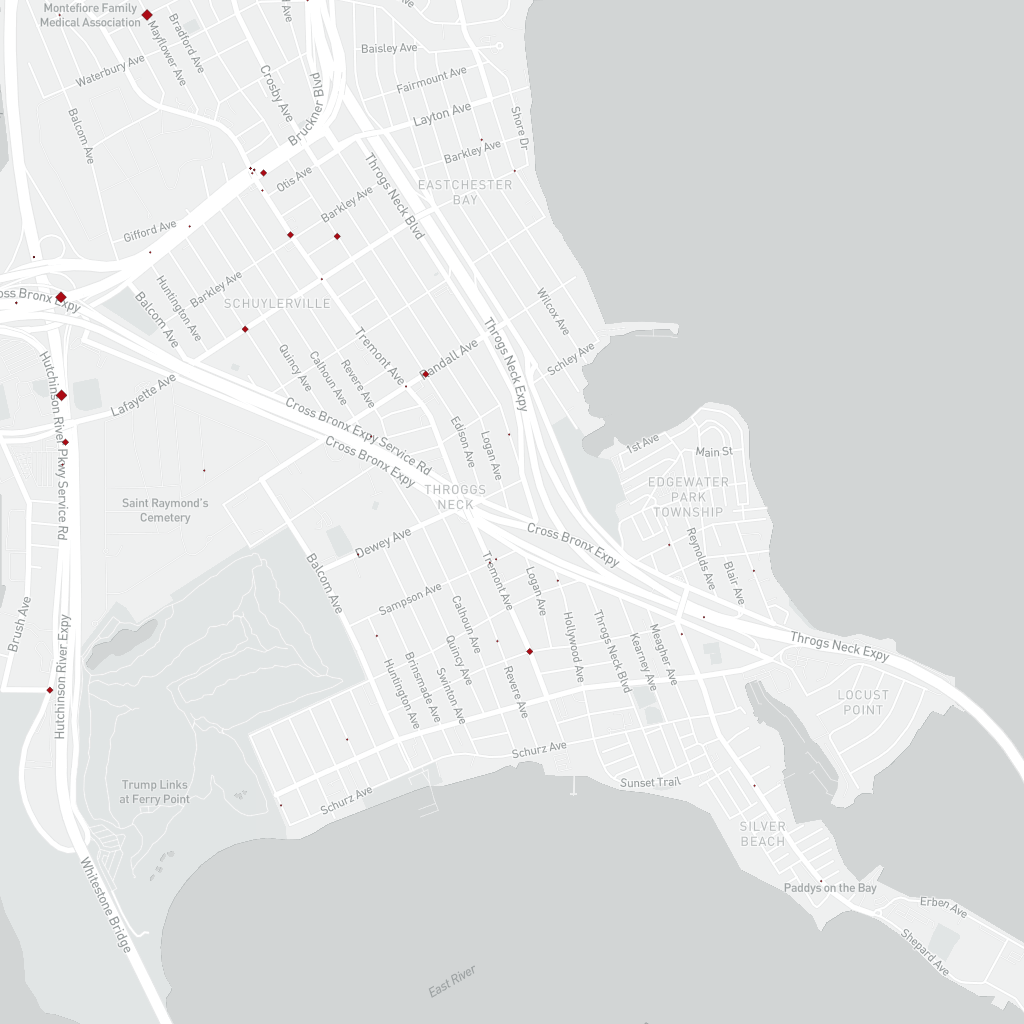 Montefiore Family
Medical Association
Mayflower Ave
Bradford Ave
Baisley Ave
Waterbury Ave
Crosby Ave
Fairmount Ave
Bruckner Blvd
Layton Ave
Balcom Ave
Shore Dr
Barkley Ave
Throgs Neck Blvd
Otis Ave
EASTCHESTER
BAY
Barkley Ave
Gifford Ave
Barkley Ave
Huntington Ave
Balcom Ave
SCHUYLERVILLE
oss Bronx Expy
Wilcox Ave
Tremont Ave
Throgs Neck Expy
Schley Ave
Randall Ave
Quincy Ave
Calhoun Ave
Revere Ave
Hutchinson River Pkwy Service Rd
Lafayette Ave
Cross Bronx Expy Service Rd
Cross Bronx Expy
Edison Ave
Logan Ave
1st Ave
Main St
EDGEWATER
PARK
TOWNSHIP
THROGGS
NECK
Saint Raymond's
Cemetery
Cross Bronx Expy
Dewey Ave
Balcom Ave
Tremont Ave
Logan Ave
Reynolds Ave
Blair Ave
Sampson Ave
Calhoun Ave
Hollywood Ave
Throgs Neck Blvd
Kearney Ave
Meagher Ave
Brush Ave
Hutchinson River Expy
Throgs Neck Expy
Huntington Ave
Brinsmade Ave
Swinton Ave
Quincy Ave
Revere Ave
LOCUST
POINT
Schurz Ave
Sunset Trail
Trump Links
at Ferry Point
Schurz Ave
SILVER
BEACH
Whitestone Bridge
Paddys on the Bay
Erben Ave
Shepard Ave
East River